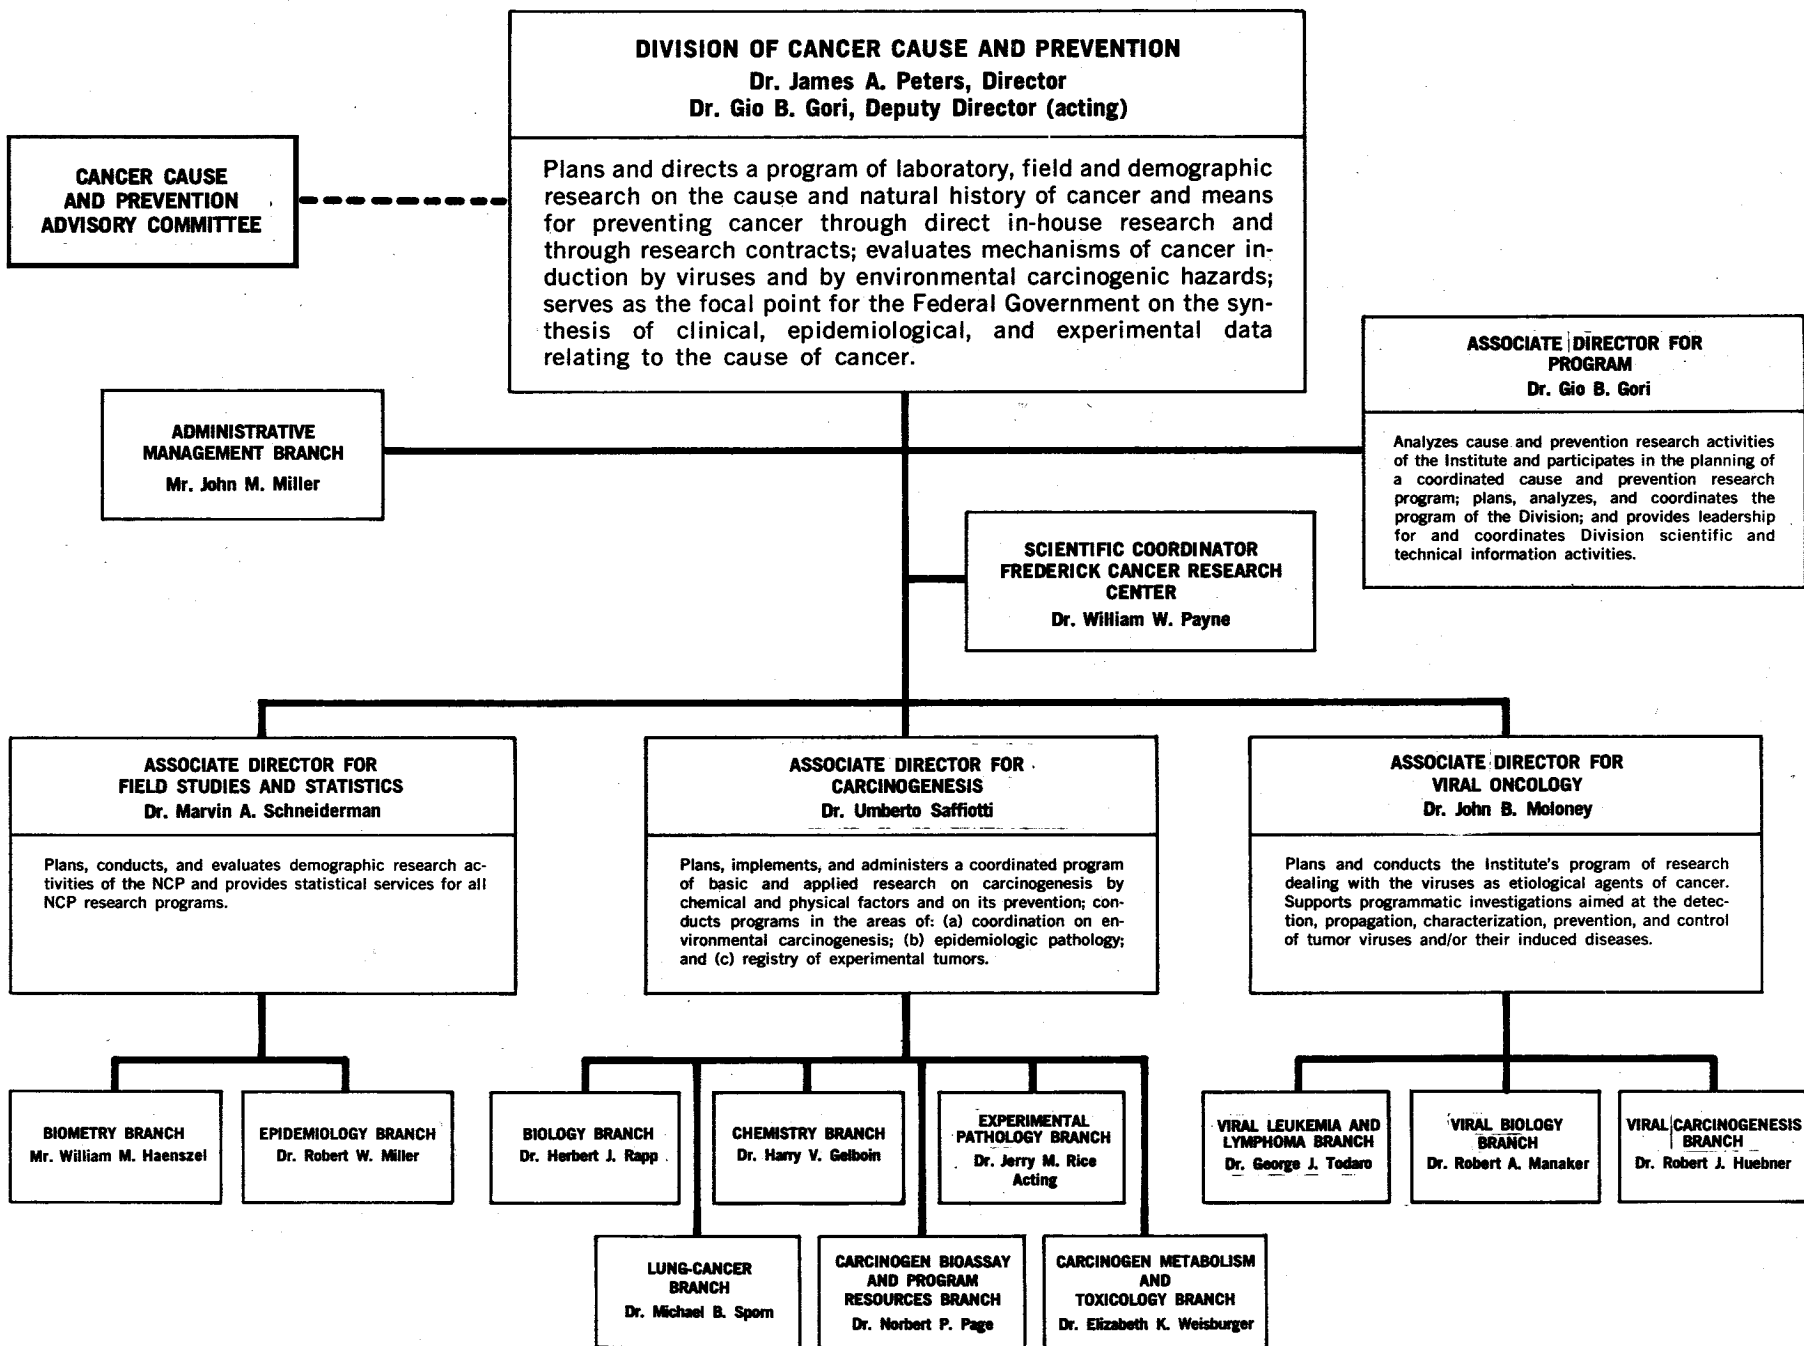 DIVISION OF CANCER CAUSE AND PREVENTION
Dr. James A. Peters, Director
Dr. Gio B. Gori, Deputy Director (acting)
Plans and directs a program of laboratory, field and demographic
research on the cause and natural history of cancer and means
for preventing cancer through direct in-house research and
through research contracts; evaluates mechanisms of cancer in-
duction by viruses and by environmental carcinogenic hazards;
serves as the focal point for the Federal Government on the syn-
thesis of clinical, epidemiological, and experimental data
relating to the cause of cancer.
CANCER CAUSE
AND PREVENTION
ADVISORY COMMITTEE
ASSOCIATE DIRECTOR FOR
PROGRAM
Dr. Gio B. Gori
Analyzes cause and prevention research activities
of the Institute and participates in the planning of
a coordinated cause and prevention research
program; plans, analyzes, and coordinates the
program of the Division; and provides leadership
for and coordinates Division scientific and
technical information activities.
ADMINISTRATIVE
MANAGEMENT BRANCH
Mr. John M. Miller
SCIENTIFIC COORDINATOR
FREDERICK CANCER RESEARCH
CENTER
Dr. William W. Payne
ASSOCIATE DIRECTOR FOR
FIELD STUDIES AND STATISTICS
Dr. Marvin A. Schneiderman
Plans, conducts, and evaluates demographic research ac-
tivities of the NCP and provides statistical services for all
NCP research programs.
ASSOCIATE DIRECTOR FOR
CARCINOGENESIS
Dr. Umberto Saffiotti
Plans, implements, and administers a coordinated program
of basic and applied research on carcinogenesis by
chemical and physical factors and on its prevention; con-
ducts programs in the areas of: (a) coordination on en-
vironmental carcinogenesis; (b) epidemiologic pathology;
and (c) registry of experimental tumors.
ASSOCIATE DIRECTOR FOR
VIRAL ONCOLOGY
Dr. John B. Moloney
Plans and conducts the Institute's program of research
dealing with the viruses as etiological agents of cancer.
Supports programmatic investigations aimed at the detec-
tion, propagation, characterization, prevention, and control
of tumor viruses and/or their induced diseases.
BIOMETRY BRANCH
Mr. William M. Haenszel
EPIDEMIOLOGY BRANCH
Dr. Robert W. Miller
BIOLOGY BRANCH
Dr. Herbert J. Rapp
CHEMISTRY BRANCH
Dr. Harry V. Gelboin
EXPERIMENTAL
PATHOLOGY BRANCH
Dr. Jerry M. Rice
Acting
VIRAL LEUKEMIA AND
LYMPHOMA BRANCH
Dr. George J. Todaro
VIRAL BIOLOGY
BRANCH
Dr. Robert A. Manaker
VIRAL CARCINOGENESIS
BRANCH
Dr. Robert J. Huebner
LUNG-CANCER
BRANCH
Dr. Michael B. Sporn
CARCINOGEN BIOASSAY
AND PROGRAM
RESOURCES BRANCH
Dr. Norbert P. Page
CARCINOGEN METABOLISM
AND
TOXICOLOGY BRANCH
Dr. Elizabeth K. Weisburger